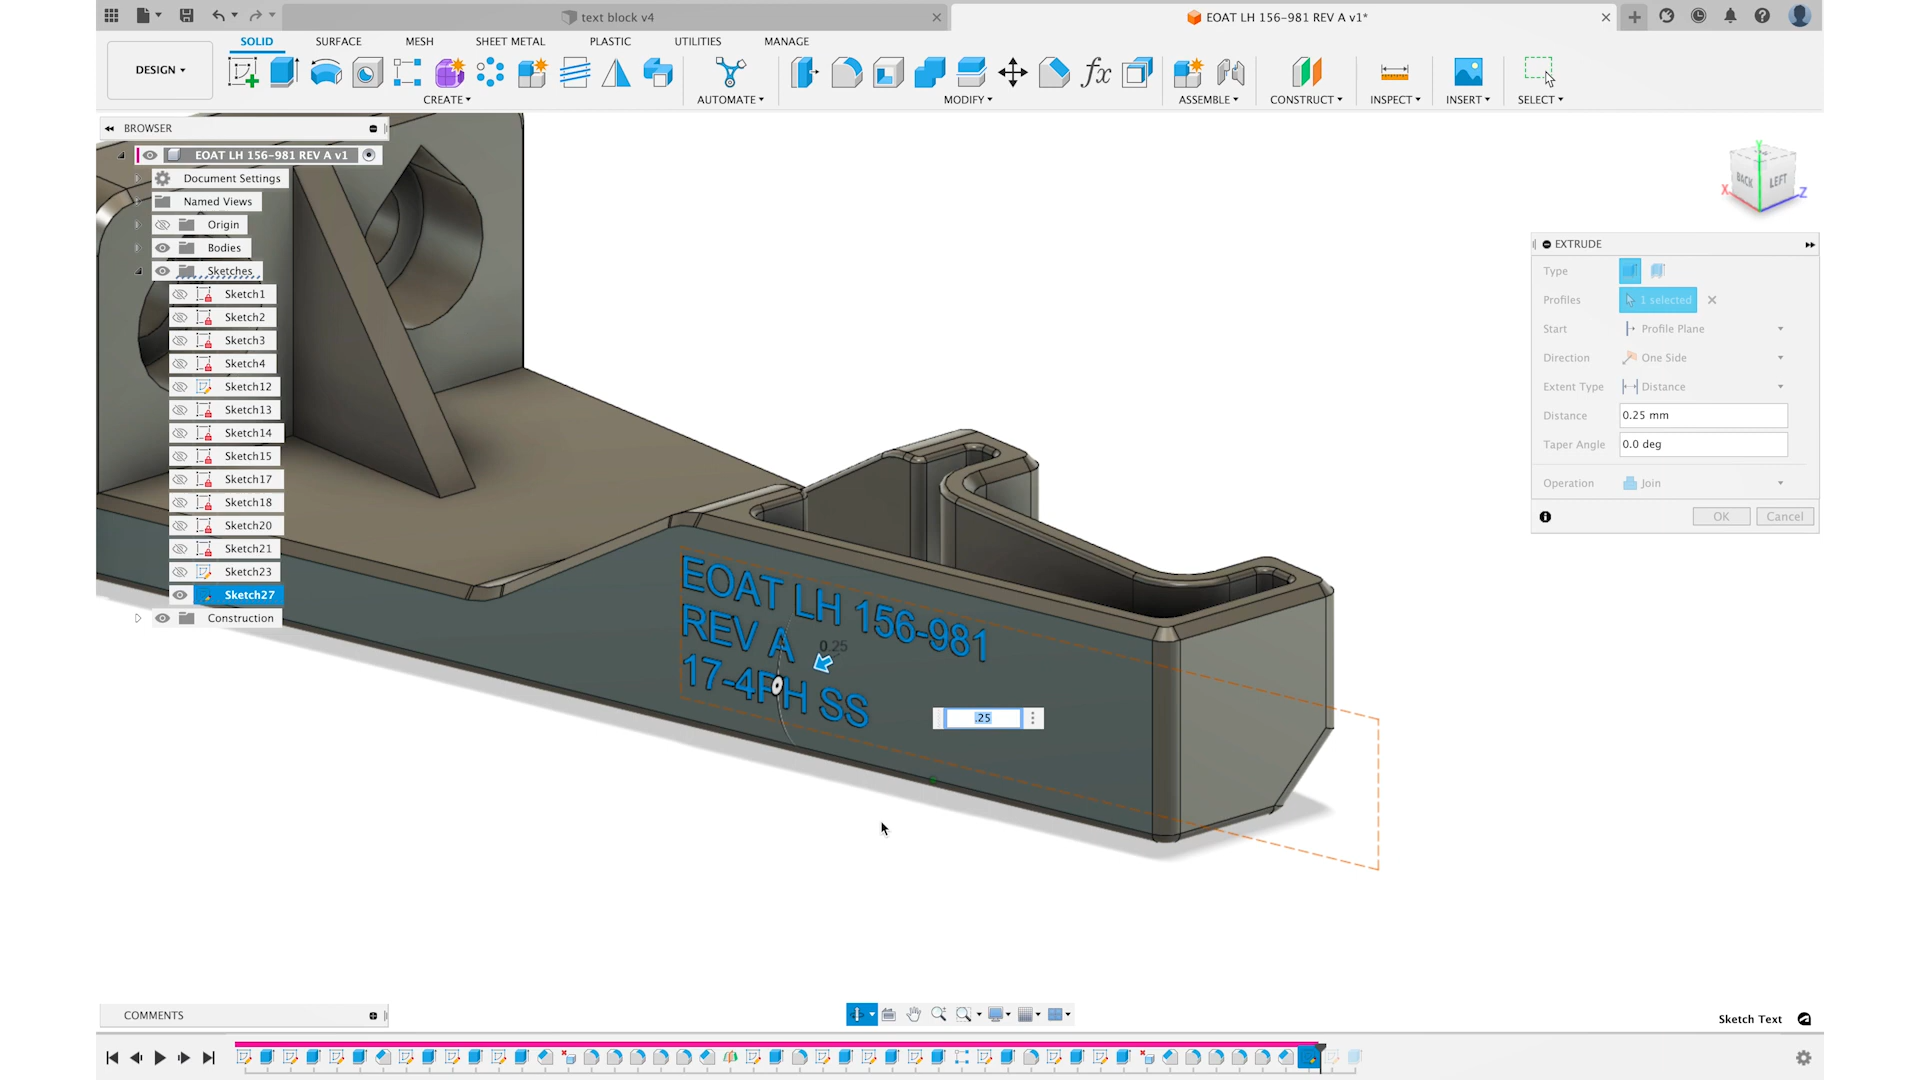 text block v4
EOAT LH 156-981 REV A v1*
DESIGN
SOLID
SURFACE
MESH
SHEET METAL
PLASTIC
UTILITIES
MANAGE
CREATE
AUTOMATE
MODIFY
fx
ASSEMBLE
CONSTRUCT
INSPECT
INSERT
SELECT
BROWSER
EOAT LH 156-981 REV A v1
Document Settings
Named Views
Origin
Bodies
Sketches
Sketch1
Sketch2
Sketch3
Sketch4
Sketch12
Sketch13
Sketch14
Sketch15
Sketch17
Sketch18
Sketch20
Sketch21
Sketch23
Sketch27
Construction
EOAT LH 156-981
REV A
17-4PH SS
0.25
.25
BACK
LEFT
X
Y
Z
EXTRUDE
Type
Profiles 1 selected
Start Profile Plane
Direction One Side
Extent Type Distance
Distance 0.25 mm
Taper Angle 0.0 deg
Operation Join
OK Cancel
COMMENTS
Sketch Text